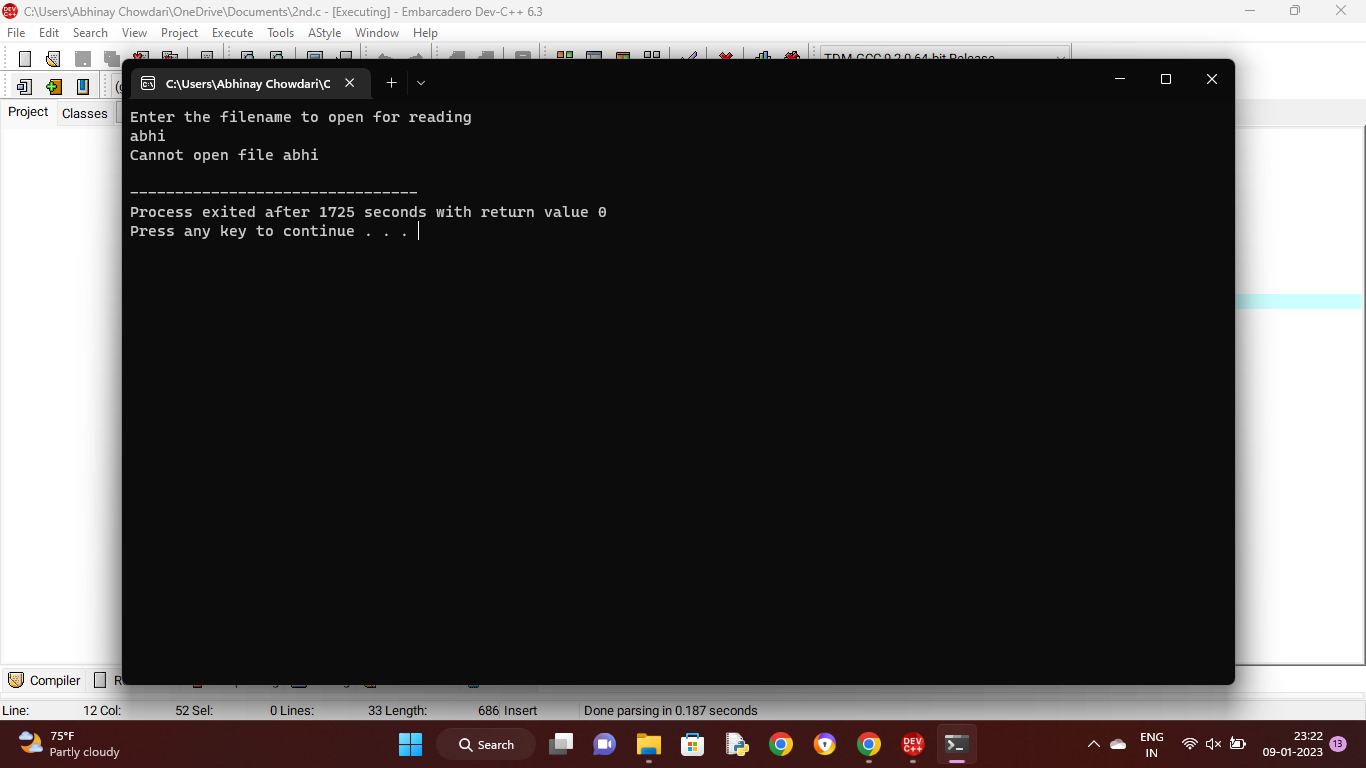 C:\Users\Abhinay Chowdari\OneDrive\Documents\2nd.c - [Executing] - Embarcadero Dev-C++ 6.3
File Edit Search View Project Execute Tools AStyle Window Help
TDM-GCC 9.2.0 64-bit Release
C:\Users\Abhinay Chowdari\C
Project Classes
Enter the filename to open for reading
abhi
Cannot open file abhi
--------------------------------
Process exited after 1725 seconds with return value 0
Press any key to continue . . .
Compiler
Line: 12 Col: 52 Sel: 0 Lines: 33 Length: 686 Insert Done parsing in 0.187 seconds
75°F
Partly cloudy
Search
DEV C++
ENG
IN
23:22
09-01-2023
13